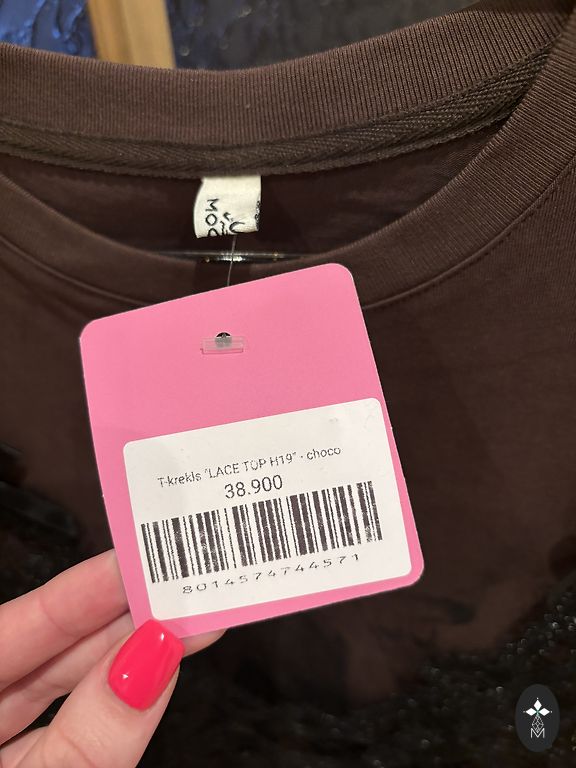 T-krekls "LACE TOP H19" - choco
38.900
8014574744571
M